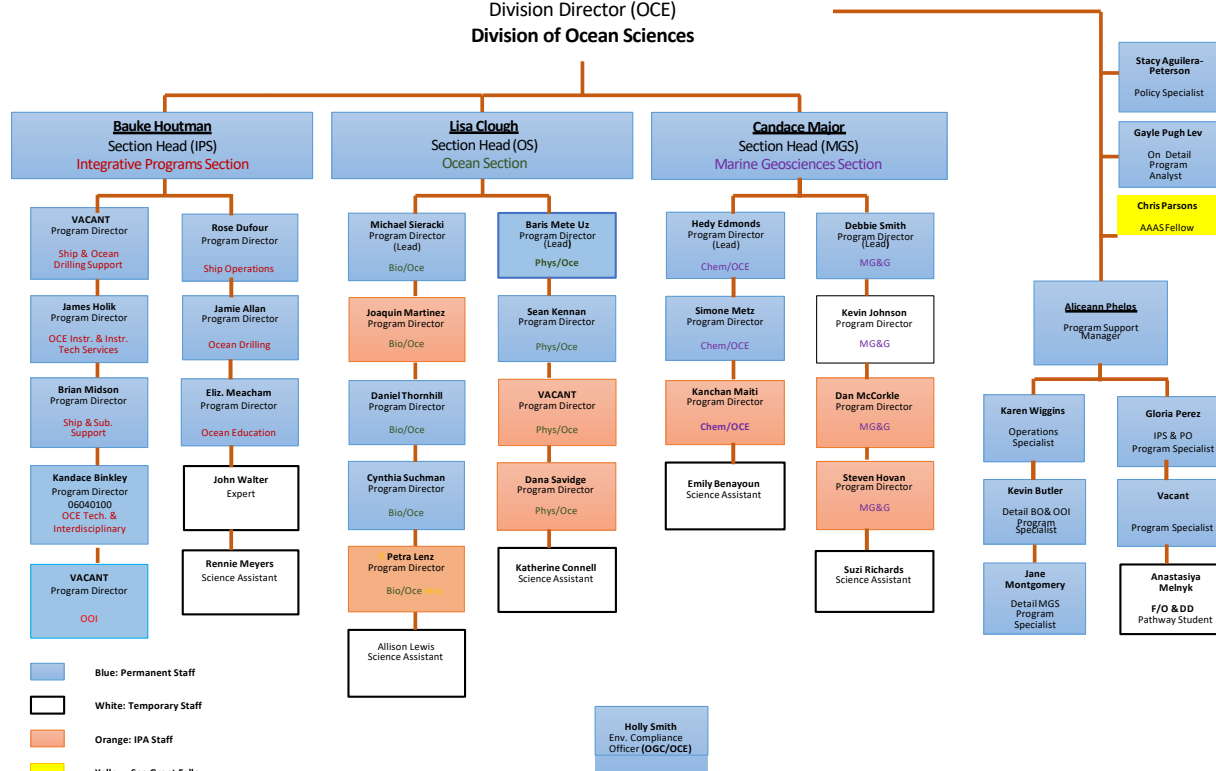 Division Director (OCE)
Division of Ocean Sciences
Stacy Aguilera-
Peterson
Policy Specialist
Gayle Pugh Lev
On Detail
Program
Analyst
Chris Parsons
AAAS Fellow
Bauke Houtman
Section Head (IPS)
Integrative Programs Section
Lisa Clough
Section Head (OS)
Ocean Section
Candace Major
Section Head (MGS)
Marine Geosciences Section
VACANT
Program Director
Ship & Ocean
Drilling Support
James Holik
Program Director
OCE Instr. & Instr.
Tech Services
Brian Midson
Program Director
Ship & Sub.
Support
Kandace Binkley
Program Director
06040100
OCE Tech. &
Interdisciplinary
VACANT
Program Director
OOI
Rose Dufour
Program Director
Ship Operations
Jamie Allan
Program Director
Ocean Drilling
Eliz. Meacham
Program Director
Ocean Education
John Walter
Expert
Rennie Meyers
Science Assistant
Michael Sieracki
Program Director
(Lead)
Bio/Oce
Joaquin Martinez
Program Director
Bio/Oce
Daniel Thornhill
Program Director
Bio/Oce
Cynthia Suchman
Program Director
Bio/Oce
Petra Lenz
Program Director
Bio/Oce
Allison Lewis
Science Assistant
Baris Mete Uz
Program Director
(Lead)
Phys/Oce
Sean Kennan
Program Director
Phys/Oce
VACANT
Program Director
Phys/Oce
Dana Savidge
Program Director
Phys/Oce
Katherine Connell
Science Assistant
Hedy Edmonds
Program Director
(Lead)
Chem/OCE
Simone Metz
Program Director
Chem/OCE
Kanchan Maiti
Program Director
Chem/OCE
Emily Benayoun
Science Assistant
Debbie Smith
Program Director
(Lead)
MG&G
Kevin Johnson
Program Director
MG&G
Dan McCorkle
Program Director
MG&G
Steven Hovan
Program Director
MG&G
Suzi Richards
Science Assistant
Aliceann Phelos
Program Support
Manager
Karen Wiggins
Operations
Specialist
Kevin Butler
Detail BO& OOI
Program
Specialist
Jane
Montgomery
Detail MGS
Program
Specialist
Gloria Perez
IPS & PO
Program Specialist
Vacant
Program Specialist
Anastasiya
Melnyk
F/O & DD
Pathway Student
Blue: Permanent Staff
White: Temporary Staff
Orange: IPA Staff
Holly Smith
Env. Compliance
Officer (OGC/OCE)